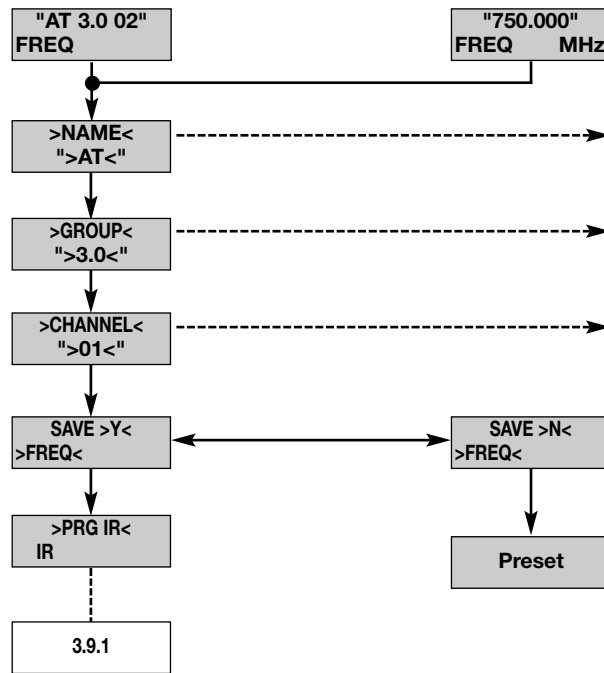 "AT 3.0 02"
FREQ
"750.000"
FREQ MHz
>NAME<
">AT<"
>GROUP<
">3.0<"
>CHANNEL<
">01<"
SAVE >Y<
>FREQ<
SAVE >N<
>FREQ<
>PRG IR<
IR
Preset
3.9.1